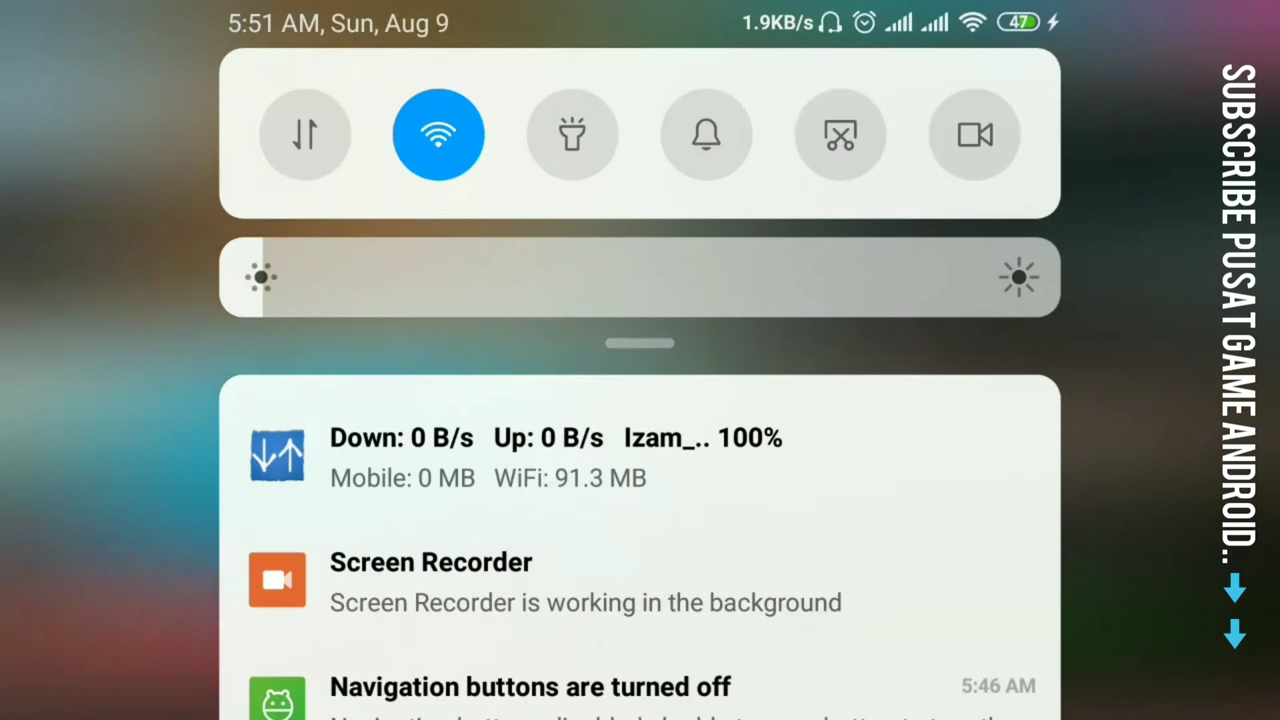 5:51 AM, Sun, Aug 9
1.9KB/s
47
Down: 0 B/s Up: 0 B/s Izam_.. 100%
Mobile: 0 MB WiFi: 91.3 MB
Screen Recorder
Screen Recorder is working in the background
Navigation buttons are turned off
5:46 AM
SUBSCRIBE PUSAT GAME ANDROID..